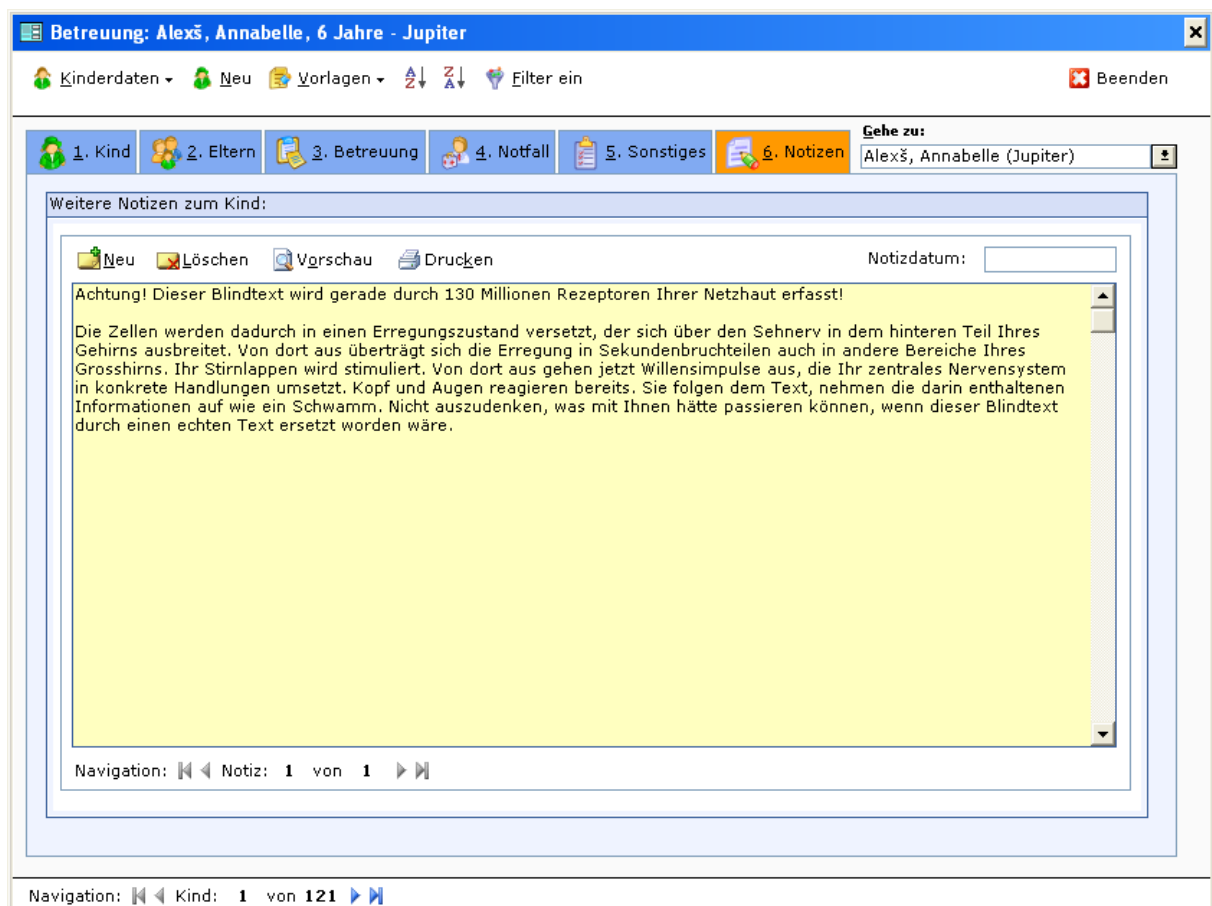 Betreuung: Alexš, Annabelle, 6 Jahre - Jupiter
Kinderdaten Neu Vorlagen Filter ein Beenden
Gehe zu:
1. Kind 2. Eltern 3. Betreuung 4. Notfall 5. Sonstiges 6. Notizen Alexš, Annabelle (Jupiter)
Weitere Notizen zum Kind:
Neu Löschen Vorschau Drucken Notizdatum:
Achtung! Dieser Blindtext wird gerade durch 130 Millionen Rezeptoren Ihrer Netzhaut erfasst!
Die Zellen werden dadurch in einen Erregungszustand versetzt, der sich über den Sehnerv in dem hinteren Teil Ihres
Gehirns ausbreitet. Von dort aus überträgt sich die Erregung in Sekundenbruchteilen auch in andere Bereiche Ihres
Grosshirns. Ihr Stirnlappen wird stimuliert. Von dort aus gehen jetzt Willensimpulse aus, die Ihr zentrales Nervensystem
in konkrete Handlungen umsetzt. Kopf und Augen reagieren bereits. Sie folgen dem Text, nehmen die darin enthaltenen
Informationen auf wie ein Schwamm. Nicht auszudenken, was mit Ihnen hätte passieren können, wenn dieser Blindtext
durch einen echten Text ersetzt worden wäre.
Navigation: Notiz: 1 von 1
Navigation: Kind: 1 von 121